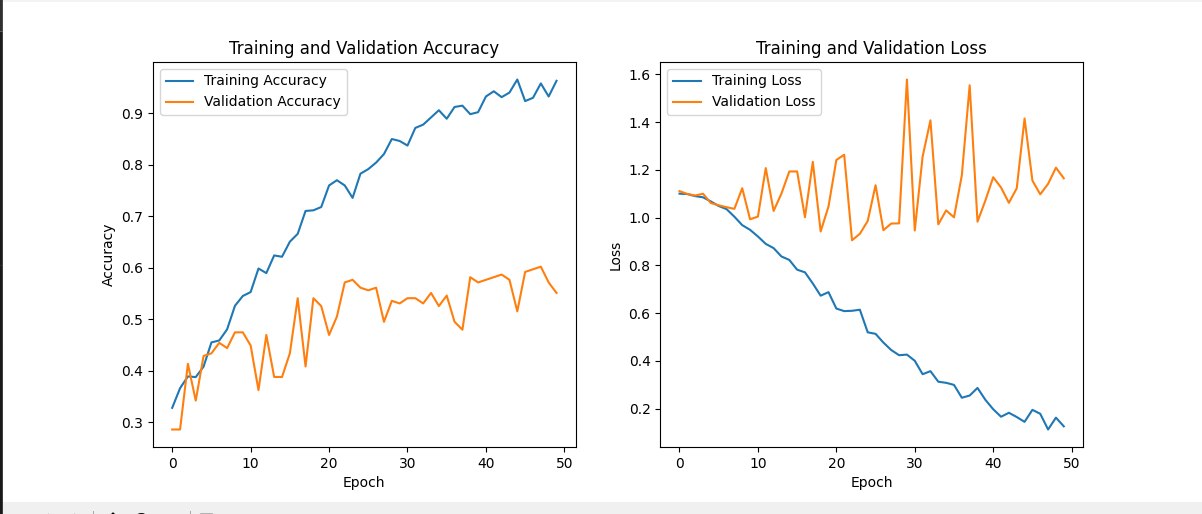 Training and Validation Accuracy
Training Accuracy
Validation Accuracy
0.9
0.8
0.7
0.6
0.5
0.4
0.3
Accuracy
0
10
20
30
40
50
Epoch
Training and Validation Loss
Training Loss
Validation Loss
1.6
1.4
1.2
1.0
0.8
0.6
0.4
0.2
Loss
0
10
20
30
40
50
Epoch